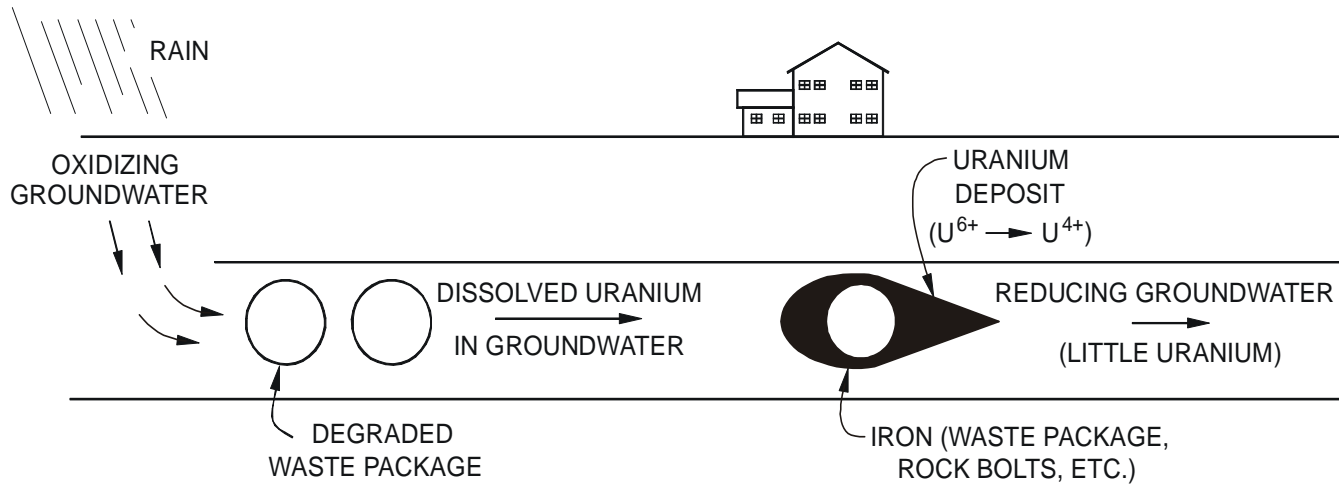 RAIN
OXIDIZING
GROUNDWATER
URANIUM
DEPOSIT
(U⁶⁺ → U⁴⁺)
DISSOLVED URANIUM
IN GROUNDWATER
REDUCING GROUNDWATER
(LITTLE URANIUM)
DEGRADED
WASTE PACKAGE
IRON (WASTE PACKAGE,
ROCK BOLTS, ETC.)